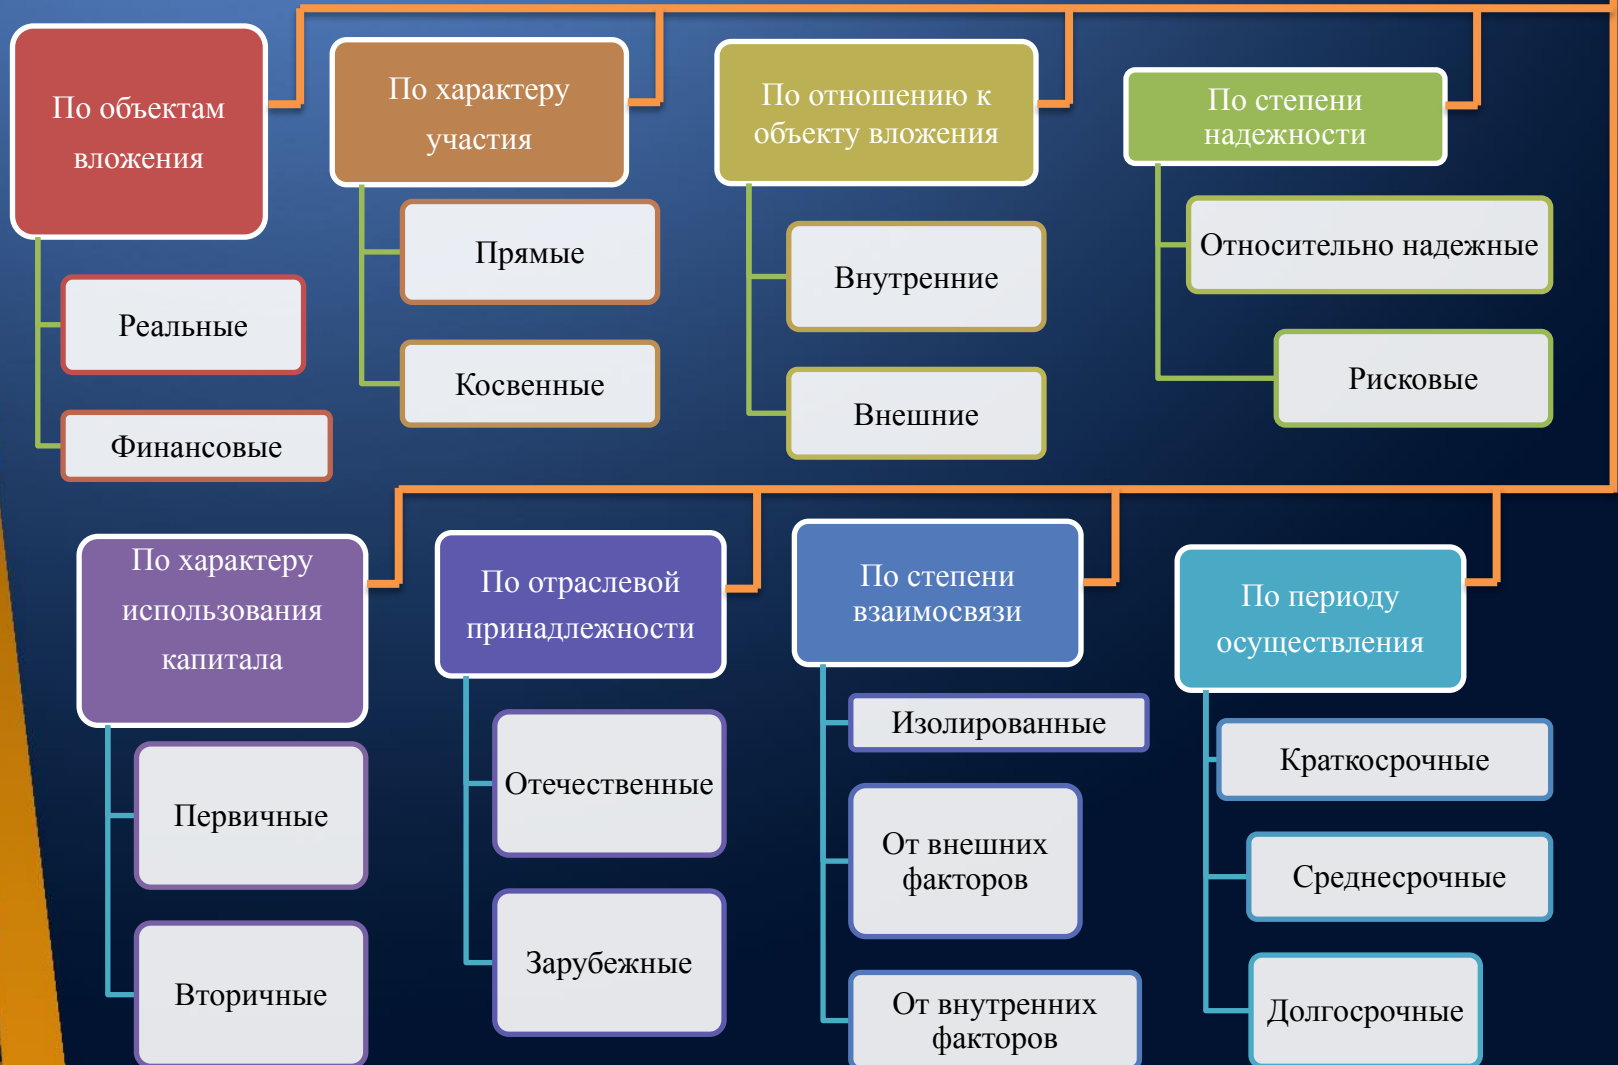 По объектам
вложения
Реальные
Финансовые
По характеру
участия
Прямые
Косвенные
По отношению к
объекту вложения
Внутренние
Внешние
По степени
надежности
Относительно надежные
Рисковые
По характеру
использования
капитала
Первичные
Вторичные
По отраслевой
принадлежности
Отечественные
Зарубежные
По степени
взаимосвязи
Изолированные
От внешних
факторов
От внутренних
факторов
По периоду
осуществления
Краткосрочные
Среднесрочные
Долгосрочные